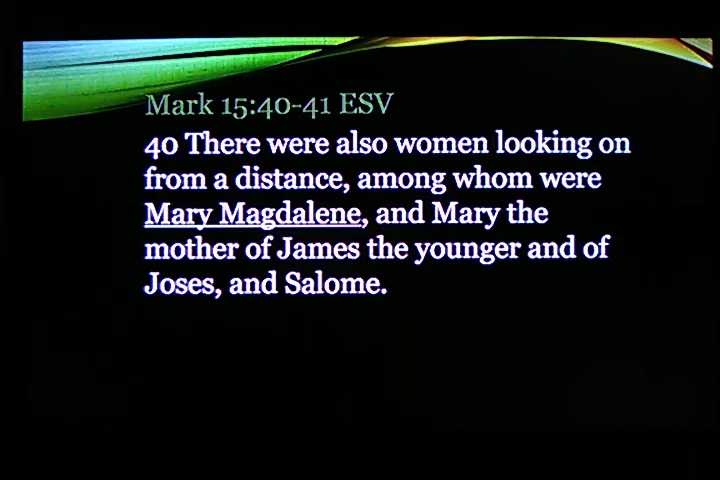 Mark 15:40-41 ESV
40 There were also women looking on
from a distance, among whom were
Mary Magdalene, and Mary the
mother of James the younger and of
Joses, and Salome.